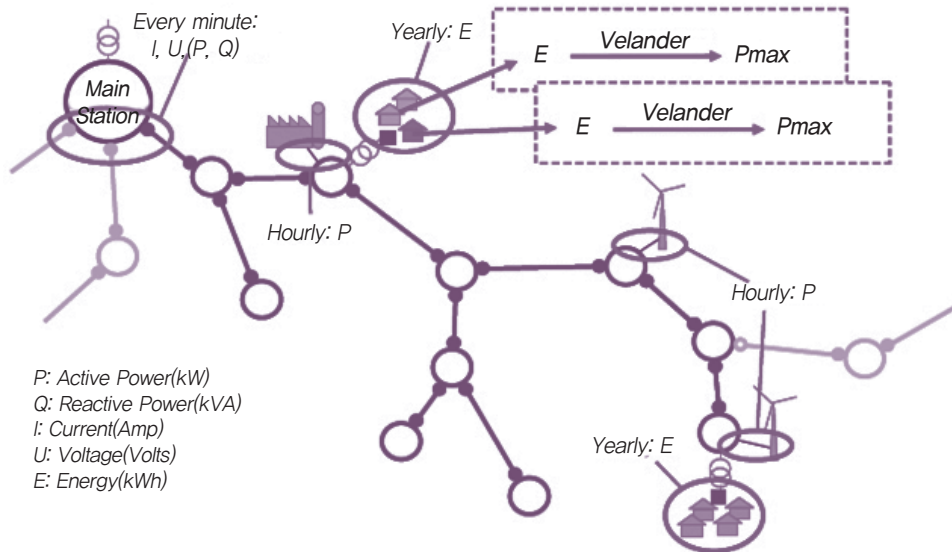 Every minute:
I, U,(P, Q)
Main
Station
Yearly: E
E
Velander
Pmax
E
Velander
Pmax
Hourly: P
Hourly: P
P: Active Power(kW)
Q: Reactive Power(kVA)
I: Current(Amp)
U: Voltage(Volts)
E: Energy(kWh)
Yearly: E